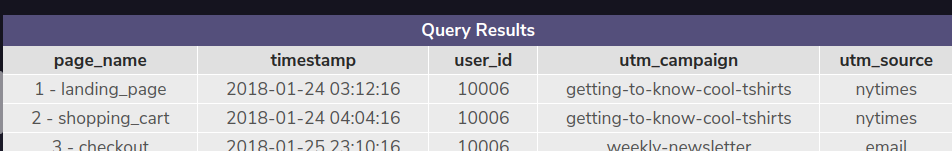 Query Results
page_name timestamp user_id utm_campaign utm_source
1 - landing_page 2018-01-24 03:12:16 10006 getting-to-know-cool-tshirts nytimes
2 - shopping_cart 2018-01-24 04:04:16 10006 getting-to-know-cool-tshirts nytimes
3 - checkout 2018-01-25 23:10:16 10006 weekly-newsletter email